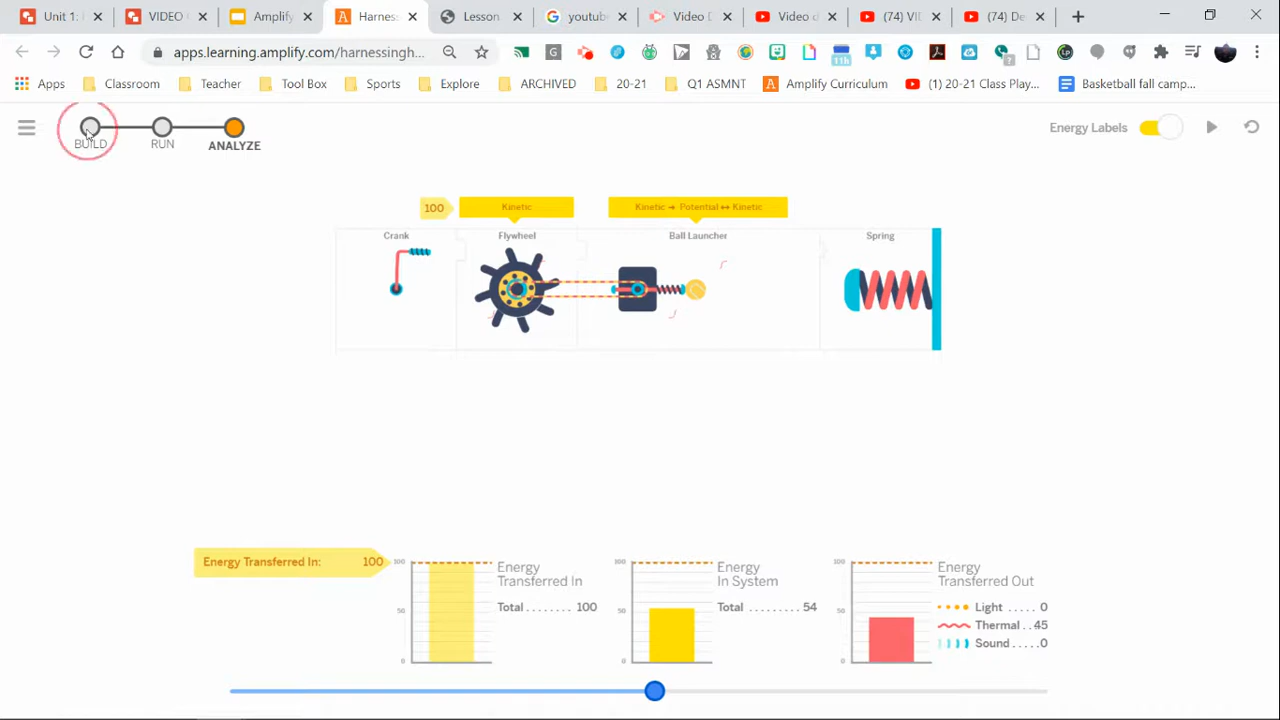 Unit 1A
VIDEO
Amplify
Harness
Lesson
youtube
Video D
Video d
(74) VID
(74) De
apps.learning.amplify.com/harnessingh...
11h
Apps
Classroom
Teacher
Tool Box
Sports
Explore
ARCHIVED
20-21
Q1 ASMNT
Amplify Curriculum
(1) 20-21 Class Play...
Basketball fall camp...
BUILD
RUN
ANALYZE
Energy Labels
100
Kinetic
Kinetic → Potential ↔ Kinetic
Crank
Flywheel
Ball Launcher
Spring
Energy Transferred In: 100
100
50
0
Energy
Transferred In
Total . . . . . . . 100
100
50
0
Energy
In System
Total . . . . . . . . 54
100
50
0
Energy
Transferred Out
Light . . . . . 0
Thermal . . 45
Sound . . . . . 0